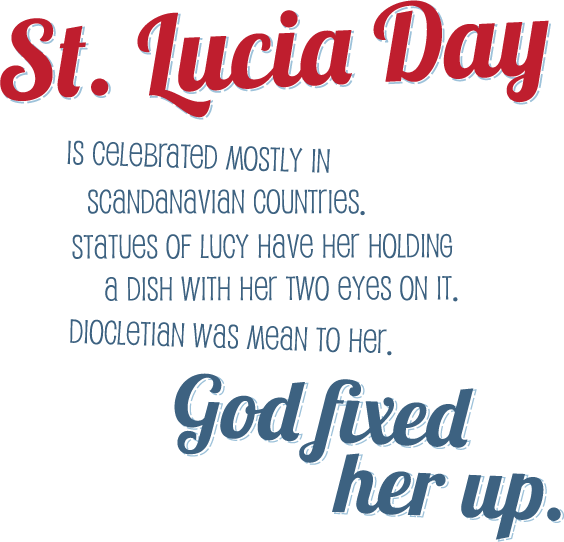 St. Lucia Day
is celebrated mostly in
Scandanavian countries.
Statues of Lucy have her holding
a dish with her two eyes on it.
Diocletian was mean to her.
God fixed
her up.